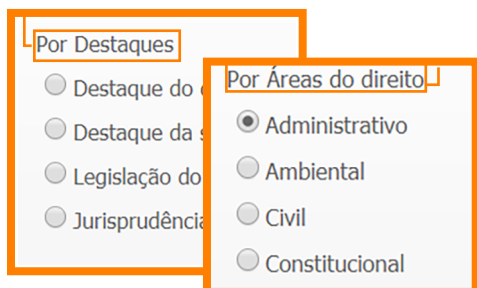 Por Destaques
Destaque do
Destaque da
Legislação do
Jurisprudência
Por Áreas do direito
Administrativo
Ambiental
Civil
Constitucional